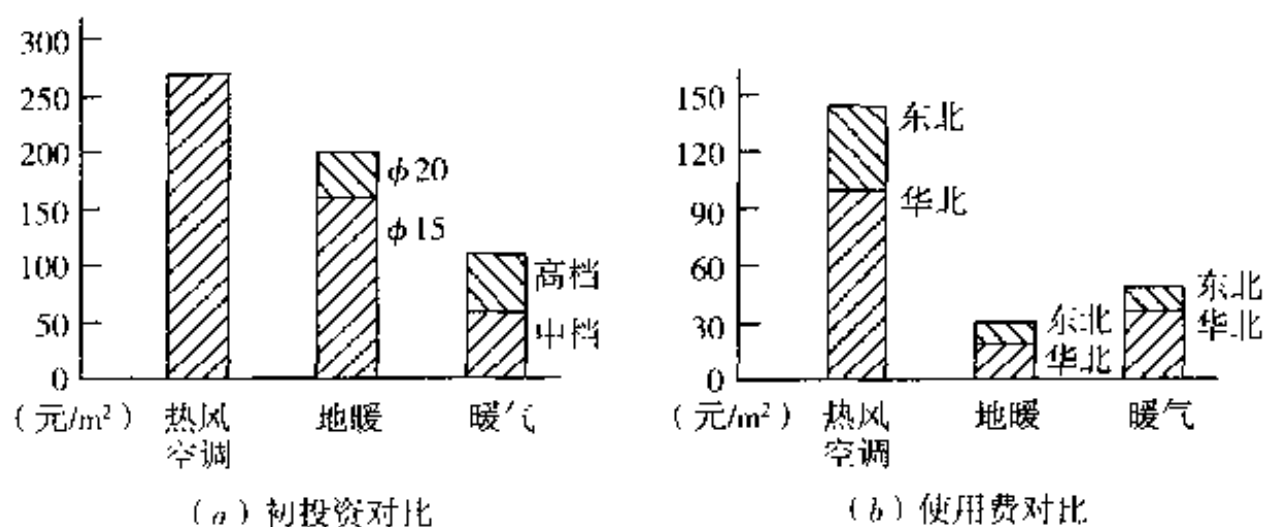 300
250
200
150
100
50
0
(元/m²)
φ20
φ15
高档
中档
热风
空调
地暖
暖气
(a)初投资对比
150
120
90
60
30
0
(元/m²)
东北
华北
东北
华北
东北
华北
热风
空调
地暖
暖气
(b)使用费对比